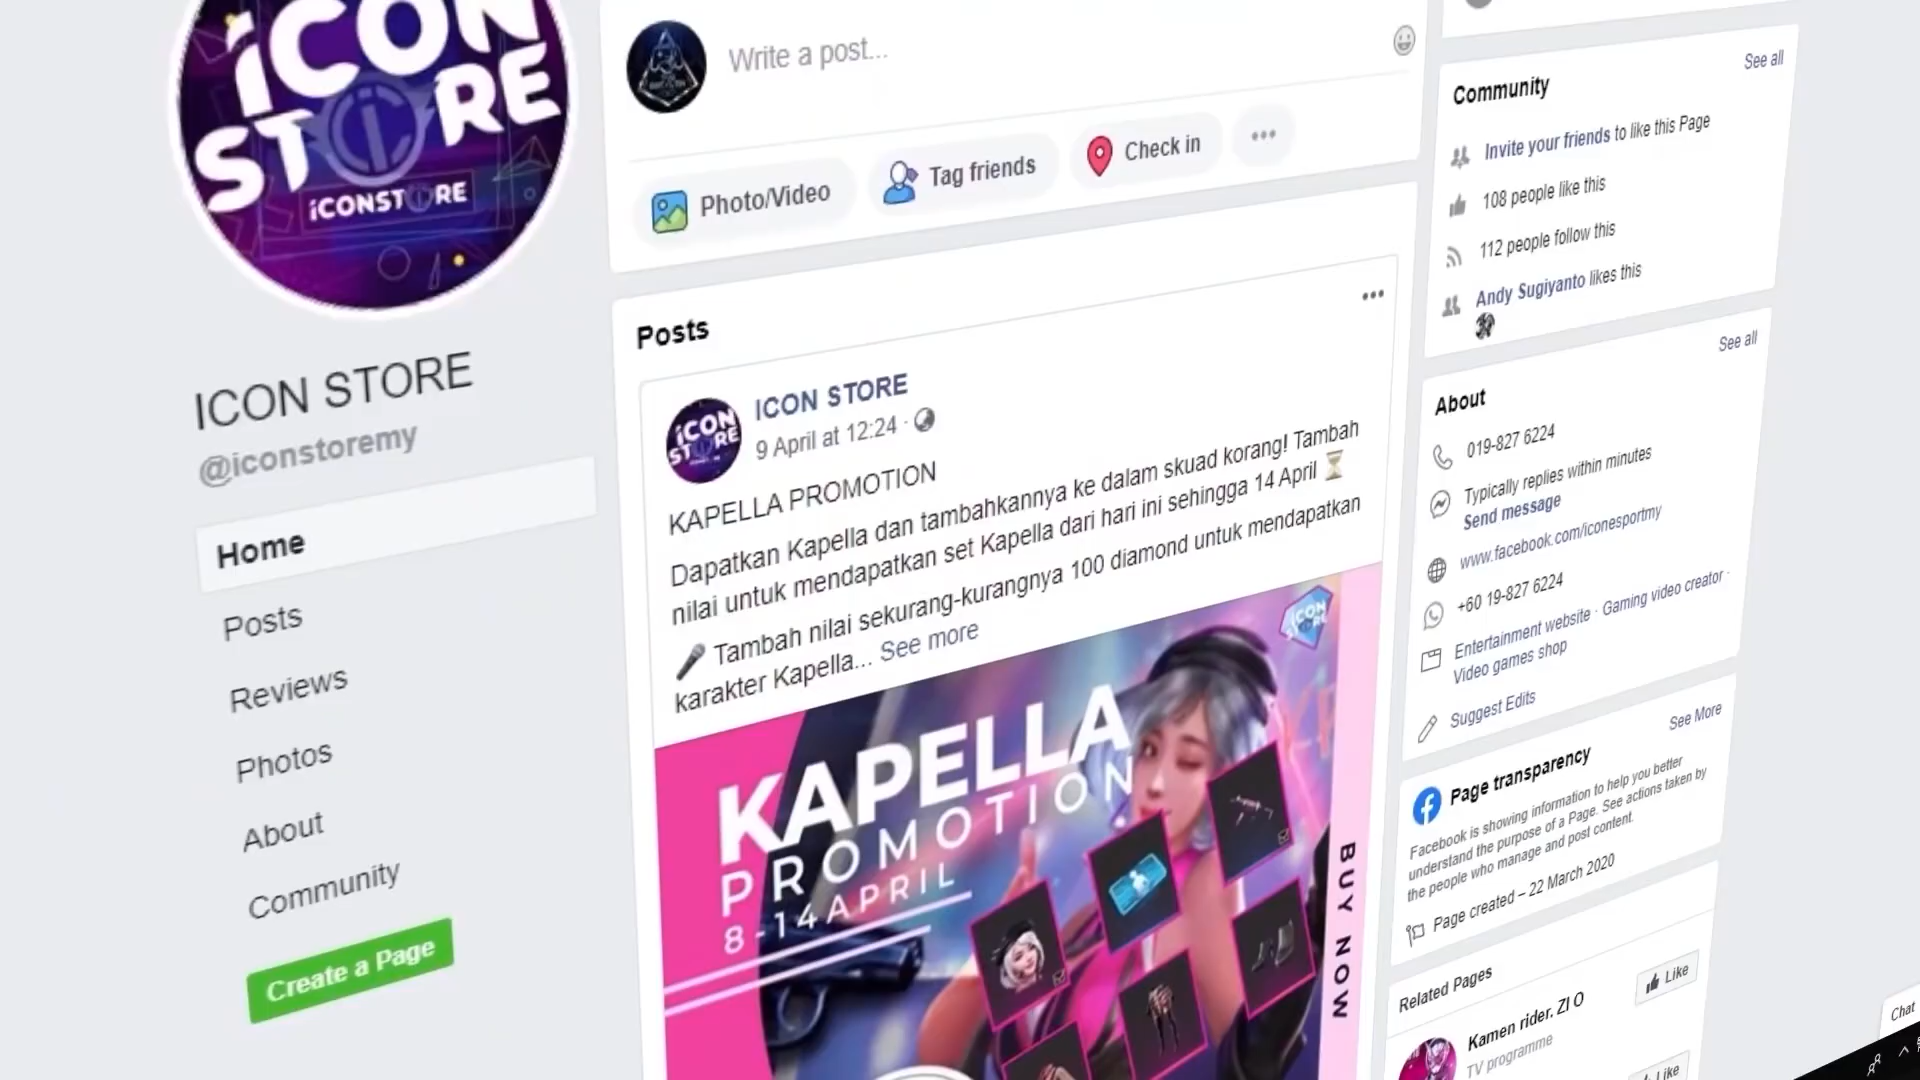 iCON
STORE
iCONSTORE
ICON STORE
@iconstoremy
Home
Posts
Reviews
Photos
About
Community
Create a Page
Write a post...
Photo/Video
Tag friends
Check in
Posts
iCON
STORE
ICON STORE
9 April at 12:24 ·
KAPELLA PROMOTION
Dapatkan Kapella dan tambahkannya ke dalam skuad korang! Tambah
nilai untuk mendapatkan set Kapella dari hari ini sehingga 14 April ⏳
🎤 Tambah nilai sekurang-kurangnya 100 diamond untuk mendapatkan
karakter Kapella... See more
ICON
STORE
KAPELLA
PROMOTION
8-14APRIL
BUY NOW
Community
See all
Invite your friends to like this Page
108 people like this
112 people follow this
Andy Sugiyanto likes this
About
See all
019-827 6224
Typically replies within minutes
Send message
www.facebook.com/iconesportmy
+60 19-827 6224
Entertainment website · Gaming video creator ·
Video games shop
Suggest Edits
Page transparency
See More
Facebook is showing information to help you better
understand the purpose of a Page. See actions taken by
the people who manage and post content.
Page created – 22 March 2020
Related Pages
Kamen rider. ZI O
TV programme
Like
Like
Chat